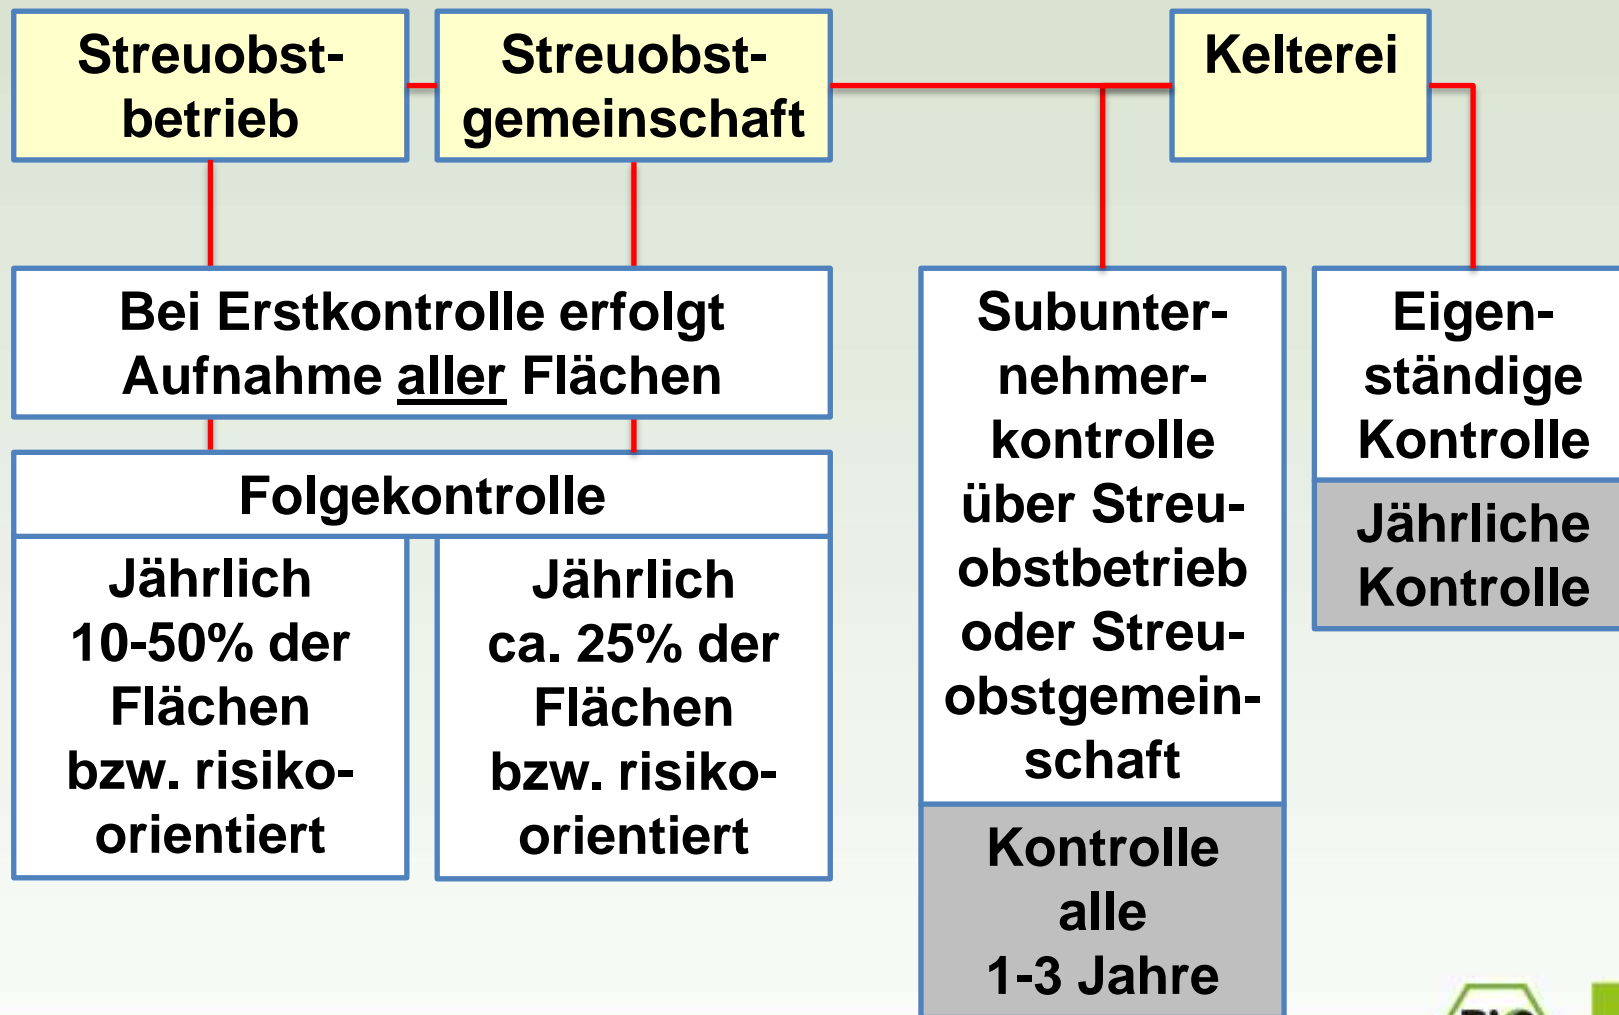 Streuobst-
betrieb
Streuobst-
gemeinschaft
Kelterei
Bei Erstkontrolle erfolgt
Aufnahme aller Flächen
Folgekontrolle
Jährlich
10-50% der
Flächen
bzw. risiko-
orientiert
Jährlich
ca. 25% der
Flächen
bzw. risiko-
orientiert
Subunter-
nehmer-
kontrolle
über Streu-
obstbetrieb
oder Streu-
obstgemein-
schaft
Kontrolle
alle
1-3 Jahre
Eigen-
ständige
Kontrolle
Jährliche
Kontrolle